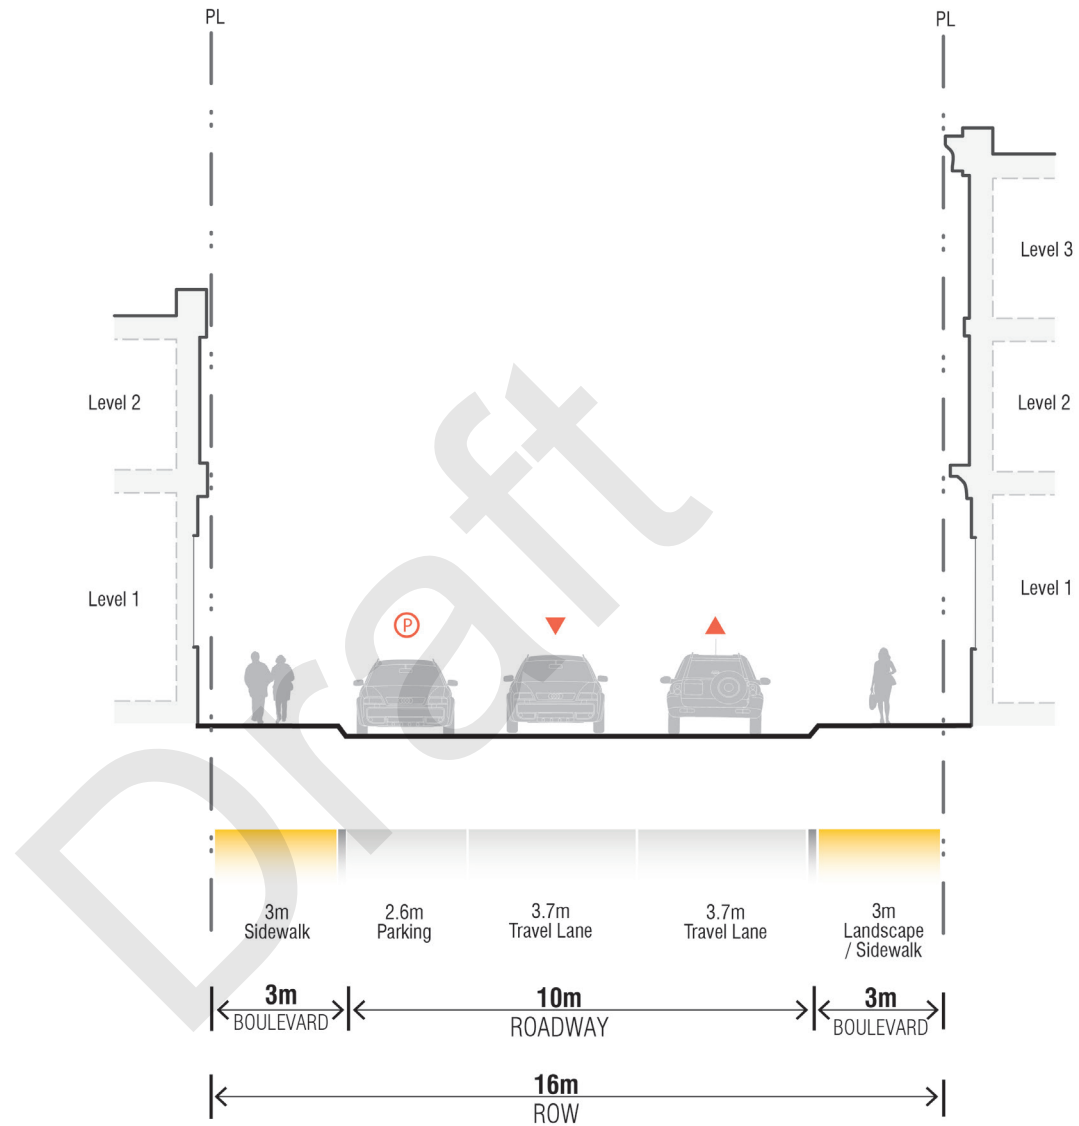 PL
PL
Level 3
Level 2
Level 2
Level 1
Level 1
P
Draft
3m
Sidewalk
2.6m
Parking
3.7m
Travel Lane
3.7m
Travel Lane
3m
Landscape
/ Sidewalk
3m
BOULEVARD
10m
ROADWAY
3m
BOULEVARD
16m
ROW